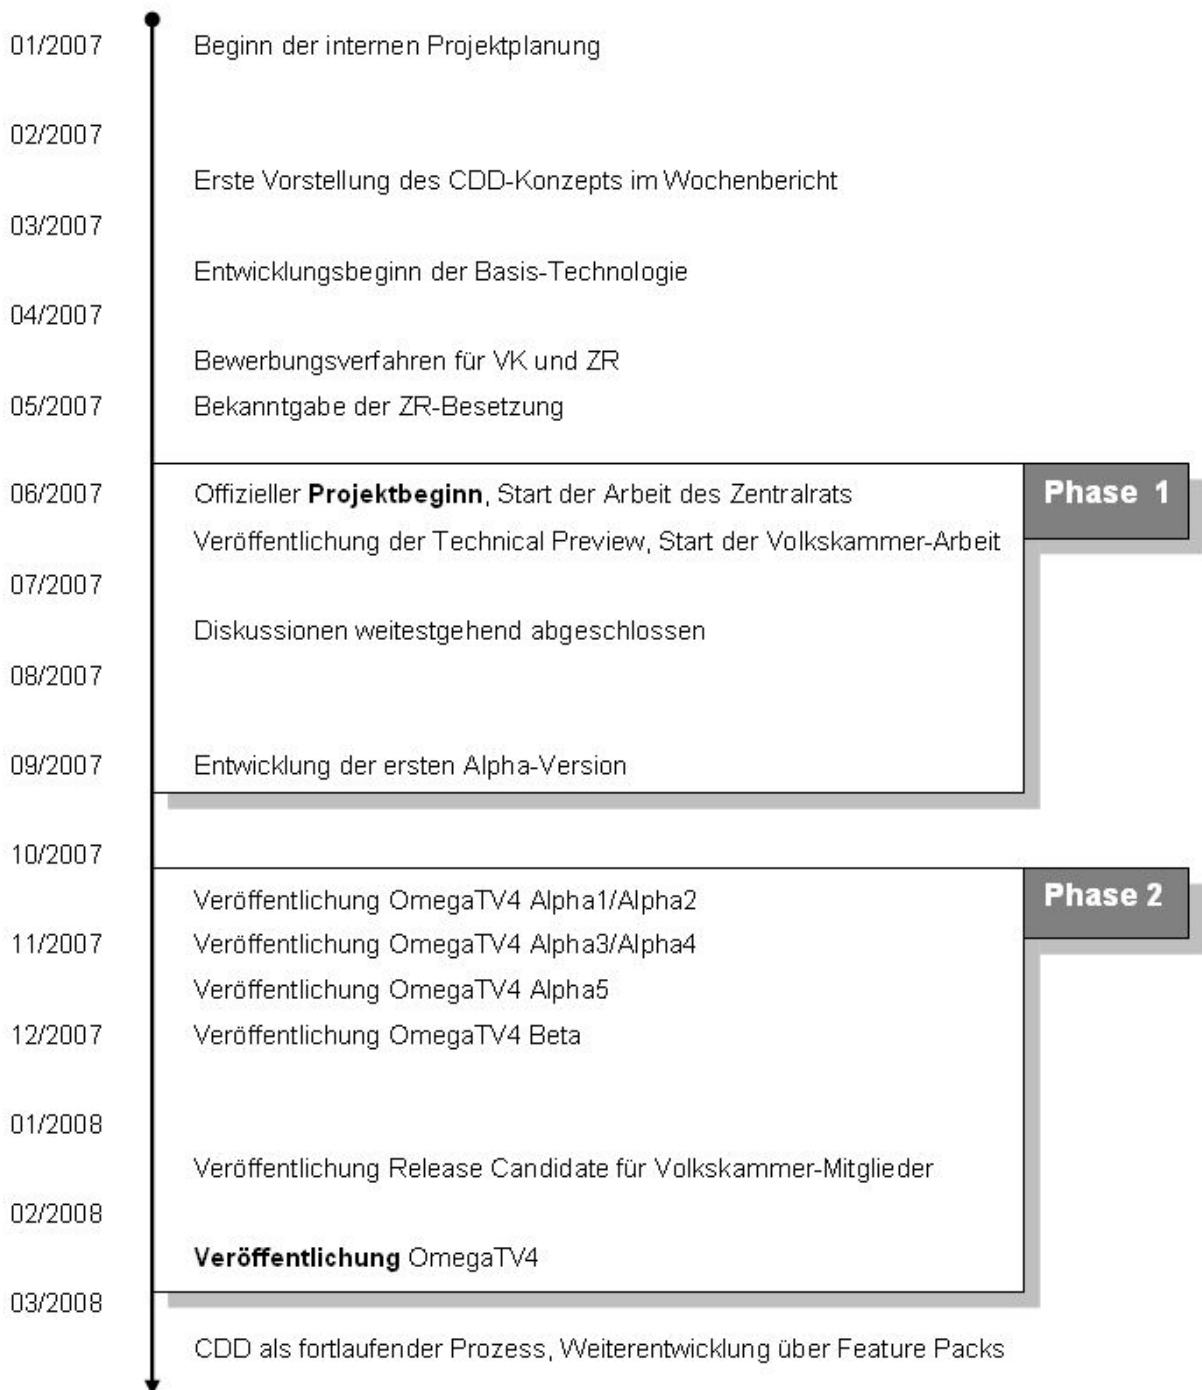 01/2007 Beginn der internen Projektplanung
02/2007
Erste Vorstellung des CDD-Konzepts im Wochenbericht
03/2007
Entwicklungsbeginn der Basis-Technologie
04/2007
Bewerbungsverfahren für VK und ZR
05/2007 Bekanntgabe der ZR-Besetzung
06/2007 Offizieller Projektbeginn, Start der Arbeit des Zentralrats Phase 1
Veröffentlichung der Technical Preview, Start der Volkskammer-Arbeit
07/2007
Diskussionen weitestgehend abgeschlossen
08/2007
09/2007 Entwicklung der ersten Alpha-Version
10/2007
Veröffentlichung OmegaTV4 Alpha1/Alpha2 Phase 2
11/2007 Veröffentlichung OmegaTV4 Alpha3/Alpha4
Veröffentlichung OmegaTV4 Alpha5
12/2007 Veröffentlichung OmegaTV4 Beta
01/2008
Veröffentlichung Release Candidate für Volkskammer-Mitglieder
02/2008
Veröffentlichung OmegaTV4
03/2008
CDD als fortlaufender Prozess, Weiterentwicklung über Feature Packs